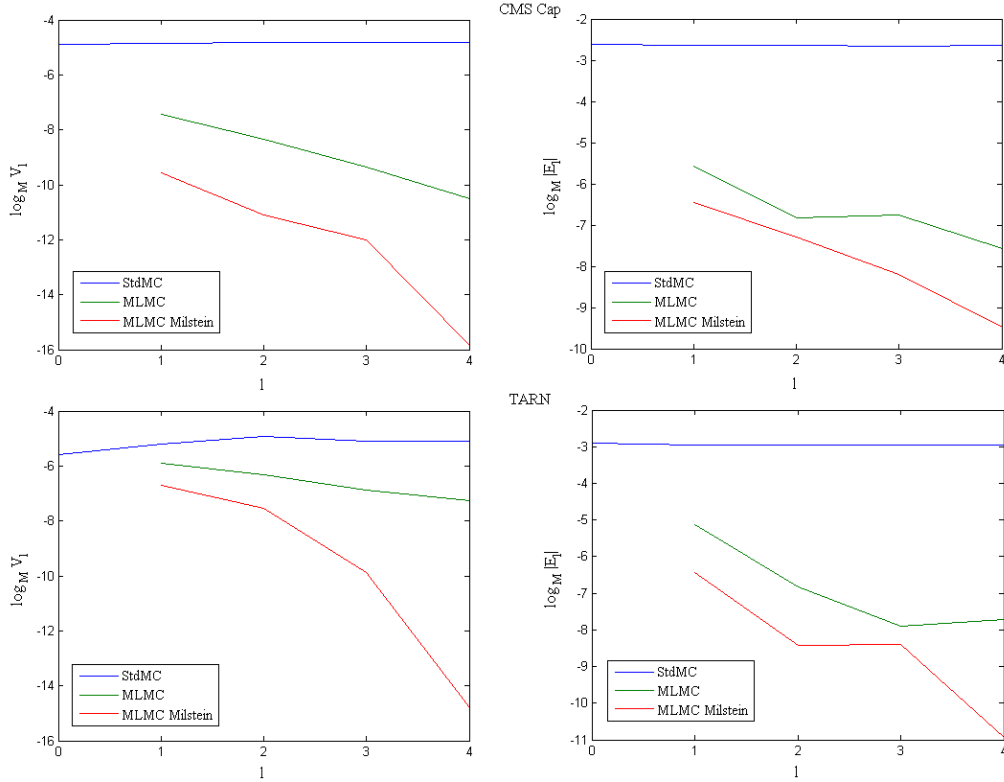 CMS Cap
-4
-6
-8
-10
-12
-14
-16
log_M V_l
StdMC
MLMC
MLMC Milstein
0 1 2 3 4
l
-2
-3
-4
-5
-6
-7
-8
-9
-10
log_M |E_l|
StdMC
MLMC
MLMC Milstein
0 1 2 3 4
l
TARN
-4
-6
-8
-10
-12
-14
-16
log_M V_l
StdMC
MLMC
MLMC Milstein
0 1 2 3 4
l
-2
-3
-4
-5
-6
-7
-8
-9
-10
-11
log_M |E_l|
StdMC
MLMC
MLMC Milstein
0 1 2 3 4
l